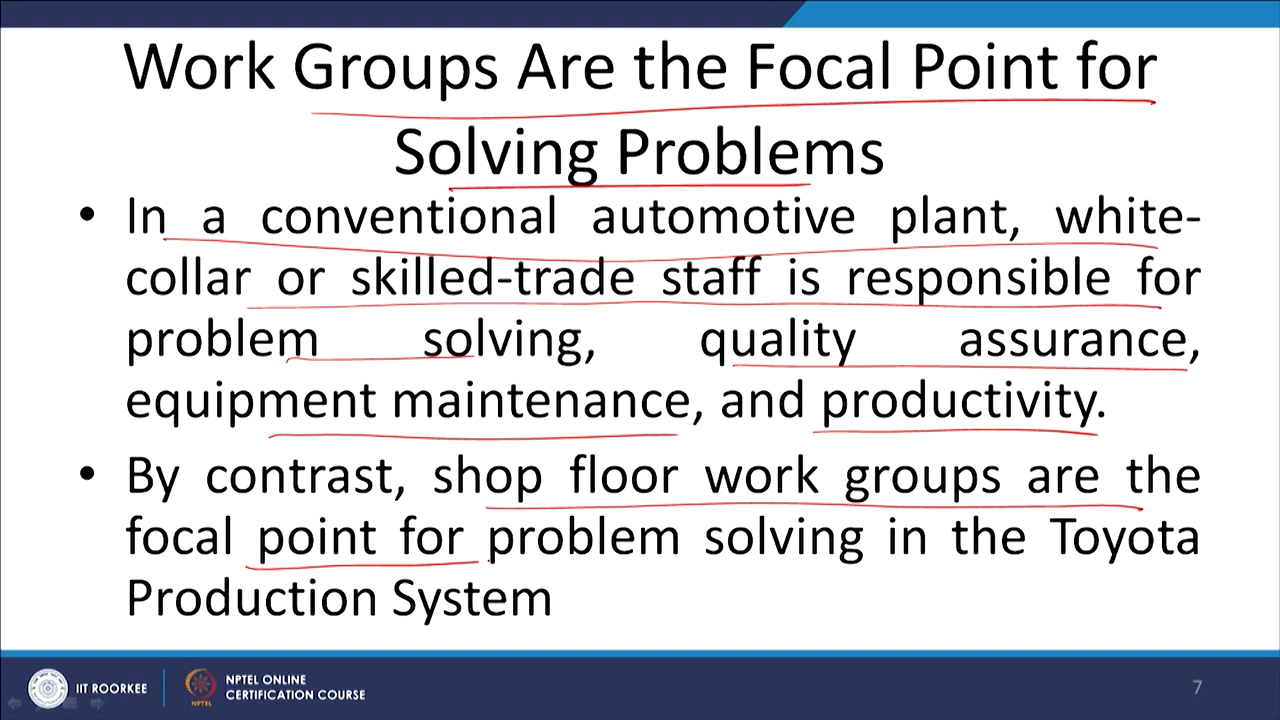 Work Groups Are the Focal Point for
Solving Problems
• In a conventional automotive plant, white-
collar or skilled-trade staff is responsible for
problem solving, quality assurance,
equipment maintenance, and productivity.
• By contrast, shop floor work groups are the
focal point for problem solving in the Toyota
Production System
IIT ROORKEE
NPTEL ONLINE
CERTIFICATION COURSE
NPTEL
7